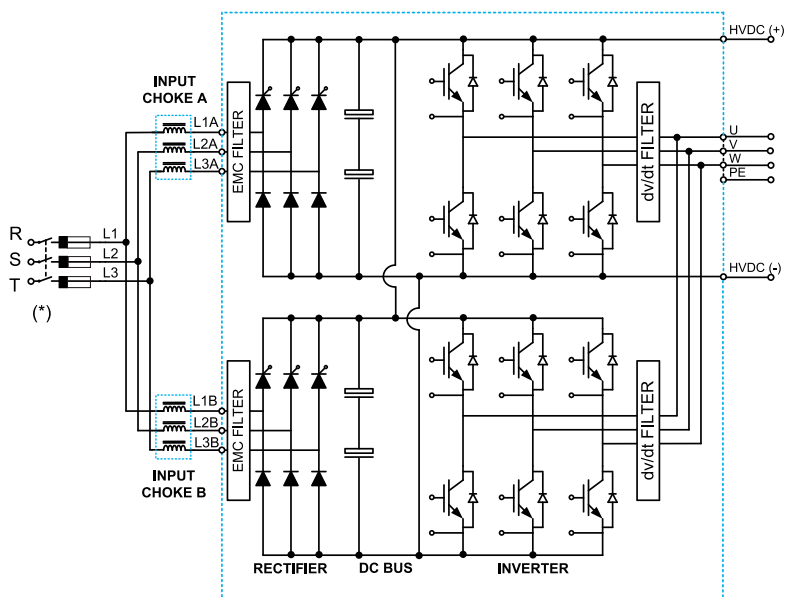 HVDC (+)
INPUT
CHOKE A
L1A
L2A
L3A
EMC FILTER
dv/dt FILTER
U
V
W
PE
R
S
T
(*)
L1
L2
L3
HVDC (-)
L1B
L2B
L3B
EMC FILTER
dv/dt FILTER
INPUT
CHOKE B
RECTIFIER
DC BUS
INVERTER